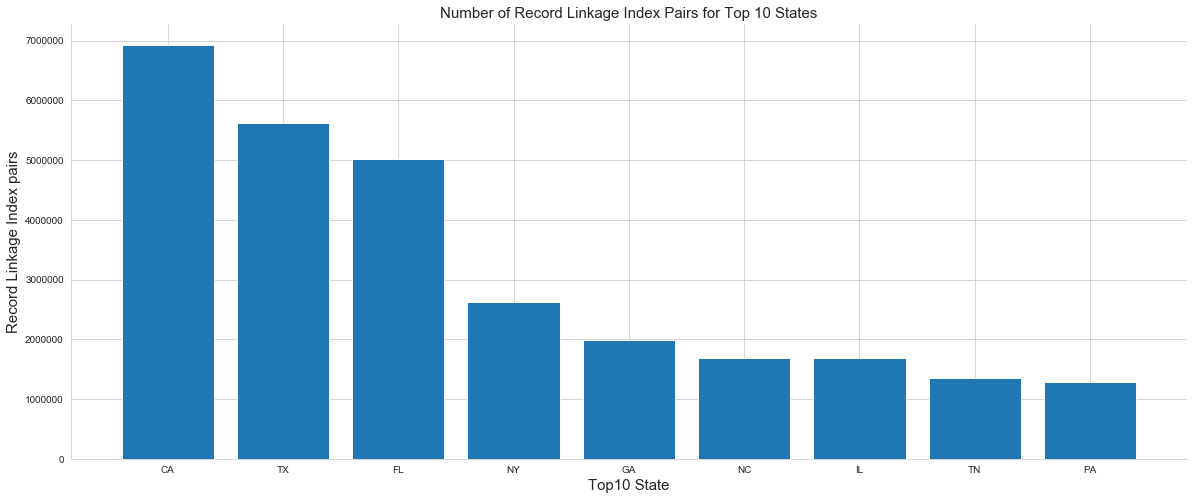 Number of Record Linkage Index Pairs for Top 10 States
Record Linkage Index pairs
7000000
6000000
5000000
4000000
3000000
2000000
1000000
0
CA TX FL NY GA NC IL TN PA
Top10 State